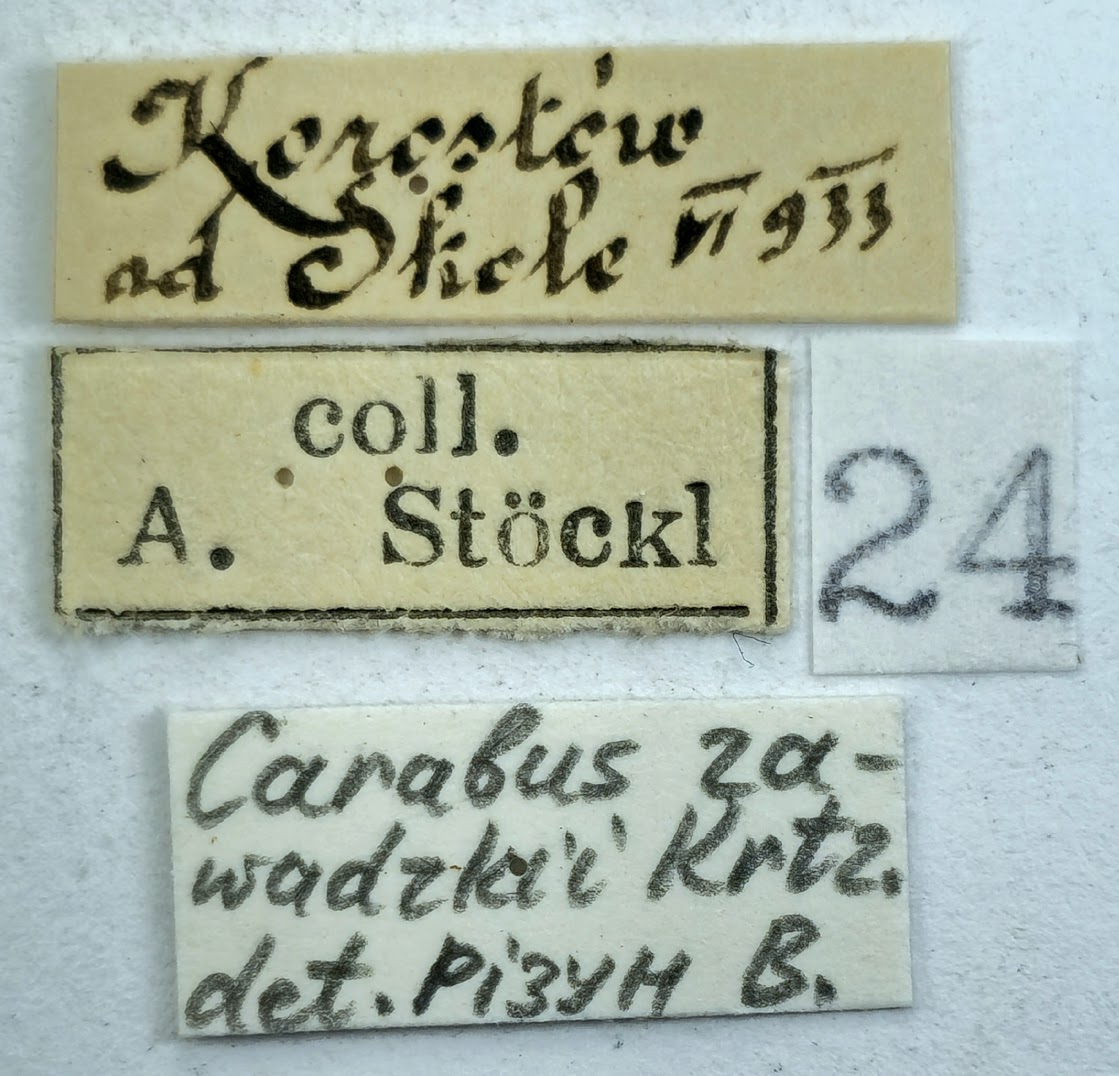 Korostów
ad Skole VI 933
coll.
A. Stöckl
24
Carabus za-
wadzkii Krtz.
det. Різун В.